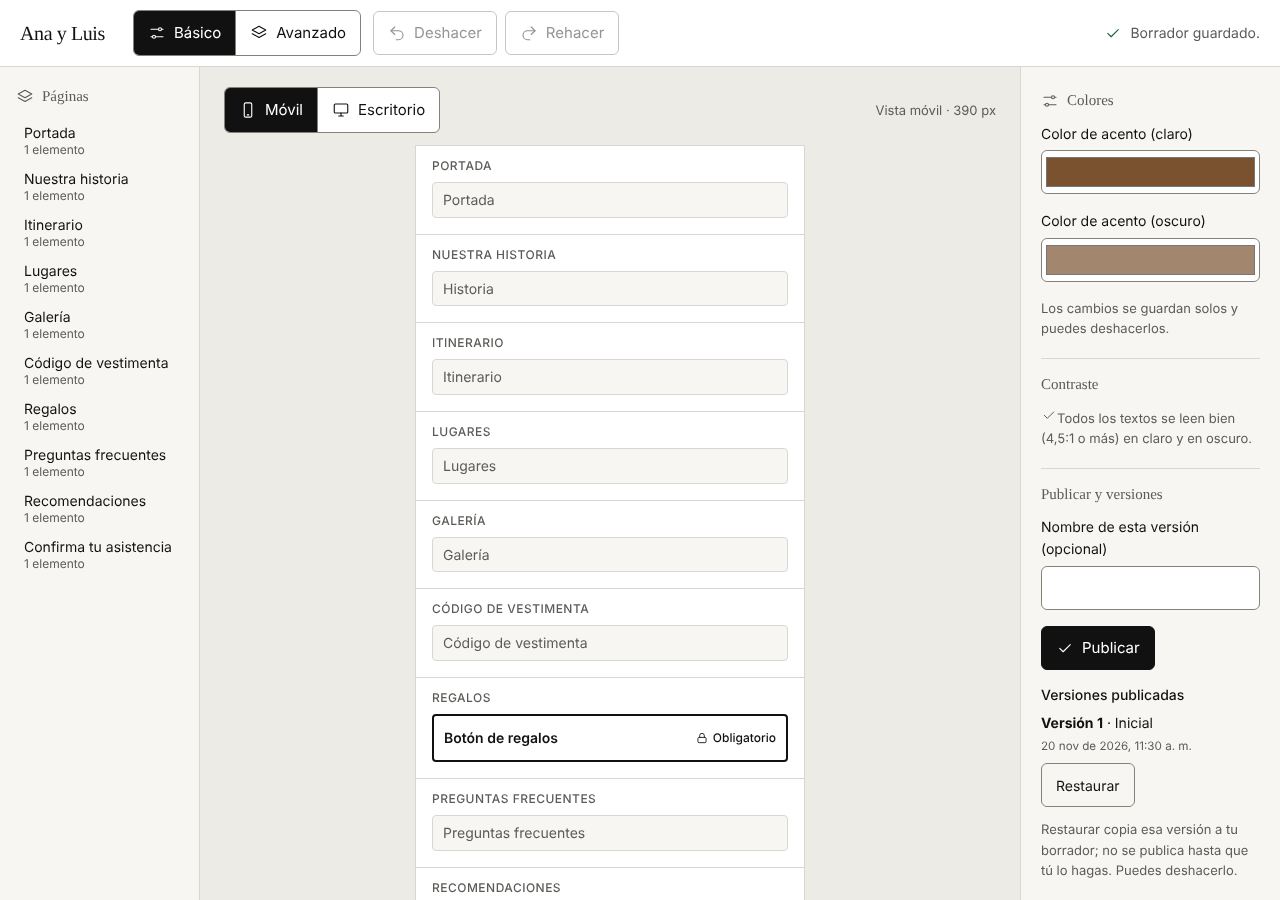 Ana y Luis
Básico
Avanzado
Deshacer
Rehacer
Borrador guardado.
Páginas
Portada
1 elemento
Nuestra historia
1 elemento
Itinerario
1 elemento
Lugares
1 elemento
Galería
1 elemento
Código de vestimenta
1 elemento
Regalos
1 elemento
Preguntas frecuentes
1 elemento
Recomendaciones
1 elemento
Confirma tu asistencia
1 elemento
Móvil
Escritorio
Vista móvil · 390 px
PORTADA
Portada
NUESTRA HISTORIA
Historia
ITINERARIO
Itinerario
LUGARES
Lugares
GALERÍA
Galería
CÓDIGO DE VESTIMENTA
Código de vestimenta
REGALOS
Botón de regalos
Obligatorio
PREGUNTAS FRECUENTES
Preguntas frecuentes
RECOMENDACIONES
Colores
Color de acento (claro)
Color de acento (oscuro)
Los cambios se guardan solos y
puedes deshacerlos.
Contraste
Todos los textos se leen bien
(4,5:1 o más) en claro y en oscuro.
Publicar y versiones
Nombre de esta versión
(opcional)
Publicar
Versiones publicadas
Versión 1 · Inicial
20 nov de 2026, 11:30 a. m.
Restaurar
Restaurar copia esa versión a tu
borrador; no se publica hasta que
tú lo hagas. Puedes deshacerlo.